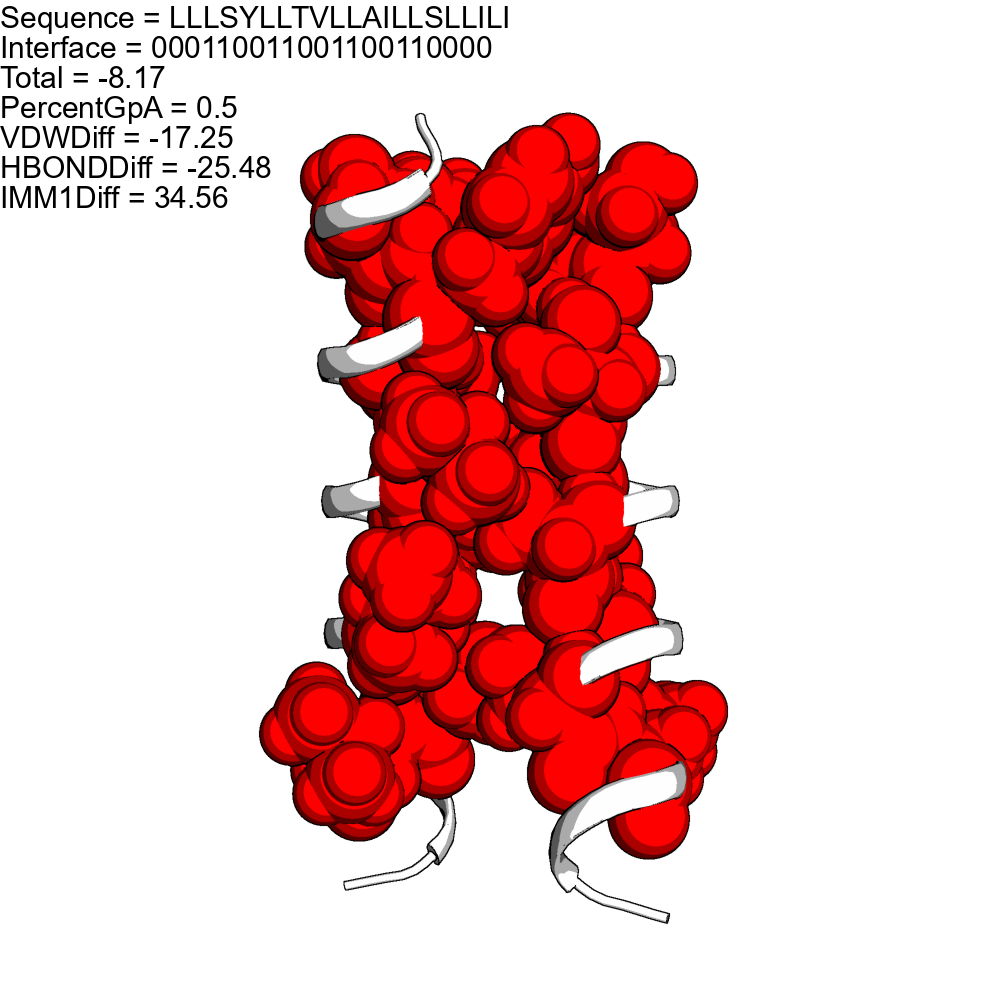 Sequence = LLLSYLLTVLLAILLSLLILI
Interface = 000110011001100110000
Total = -8.17
PercentGpA = 0.5
VDWDiff = -17.25
HBONDDiff = -25.48
IMM1Diff = 34.56